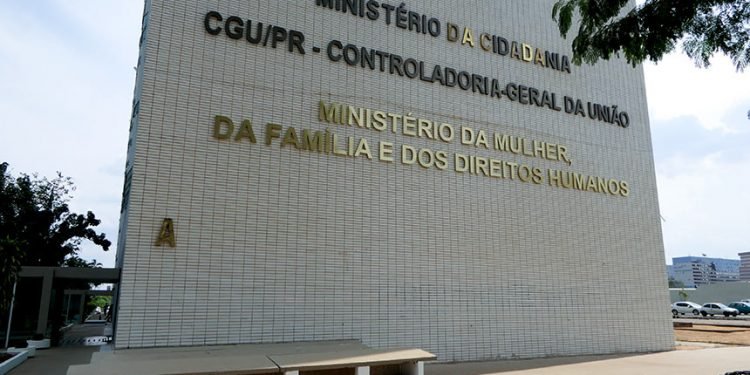 MINISTÉRIO DA CIDADANIA
CGU/PR - CONTROLADORIA-GERAL DA UNIÃO
MINISTÉRIO DA MULHER,
DA FAMÍLIA E DOS DIREITOS HUMANOS
A